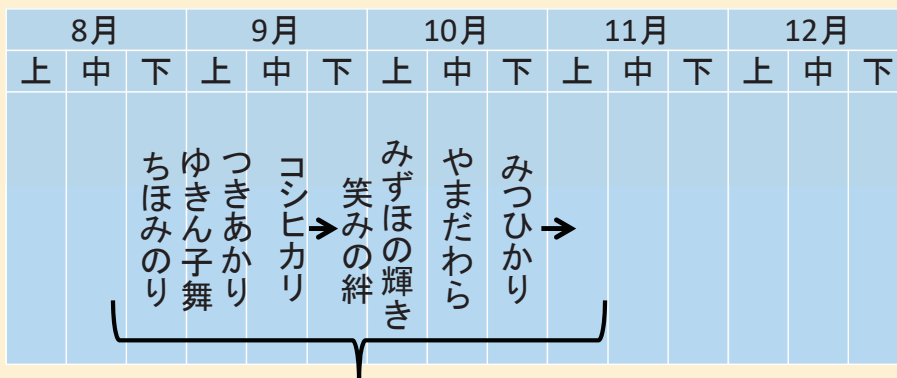 8月 9月 10月 11月 12月
上 中 下 上 中 下 上 中 下 上 中 下 上 中 下
ちほみのり
ゆきん子舞
つきあかり
コシヒカリ
笑みの絆
みずほの輝き
やまだわら
みつひかり